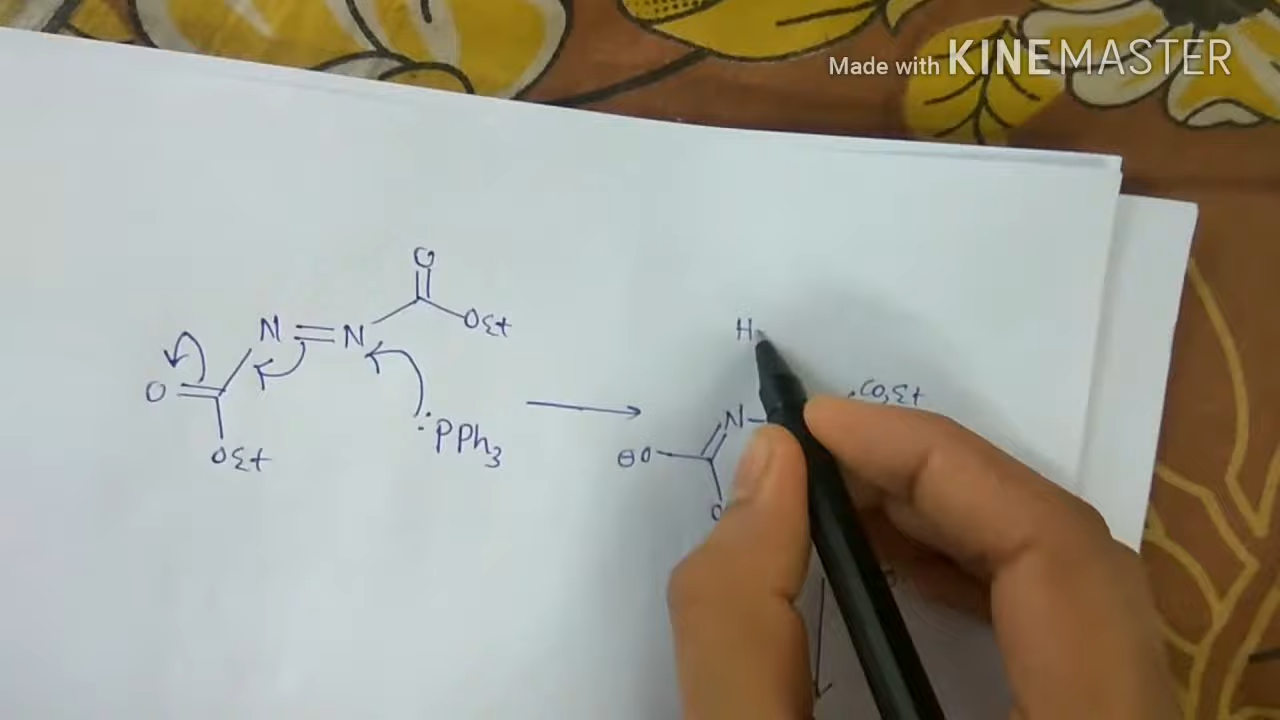 Made with KINEMASTER
O
OEt
N=N
O
OEt
:PPh3
H
CO2Et
N
⊖O
O